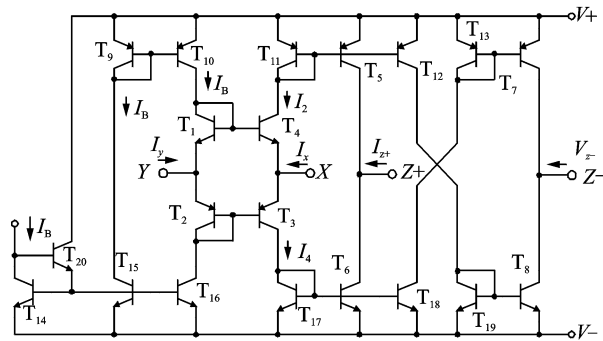 V+
T13
T9
T10
T11
T5
T12
T7
IB
IB
I2
T1
T4
Iy
Ix
Iz+
Vz−
Y
X
Z+
Z−
T2
T3
IB
I4
T20
T15
T6
T8
T14
T16
T17
T18
T19
V−